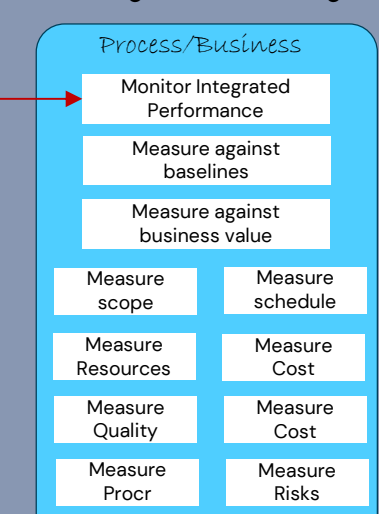 Process/Business
Monitor Integrated
Performance
Measure against
baselines
Measure against
business value
Measure
scope
Measure
schedule
Measure
Resources
Measure
Cost
Measure
Quality
Measure
Cost
Measure
Procr
Measure
Risks